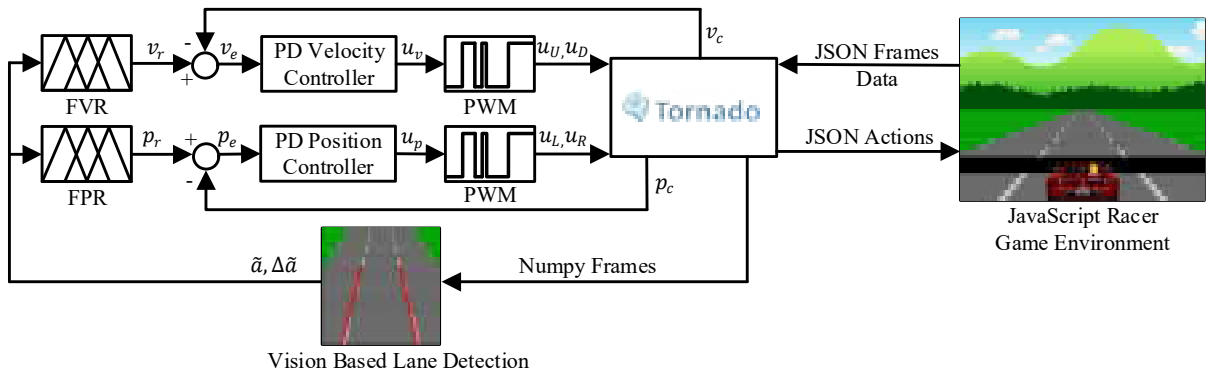 v_c
v_r - v_e PD Velocity Controller u_v u_U,u_D
+
FVR PWM
JSON Frames
Data
Tornado
p_r + p_e PD Position Controller u_p u_L,u_R
-
FPR PWM
JSON Actions
p_c
JavaScript Racer
Game Environment
ã, Δã
Numpy Frames
Vision Based Lane Detection